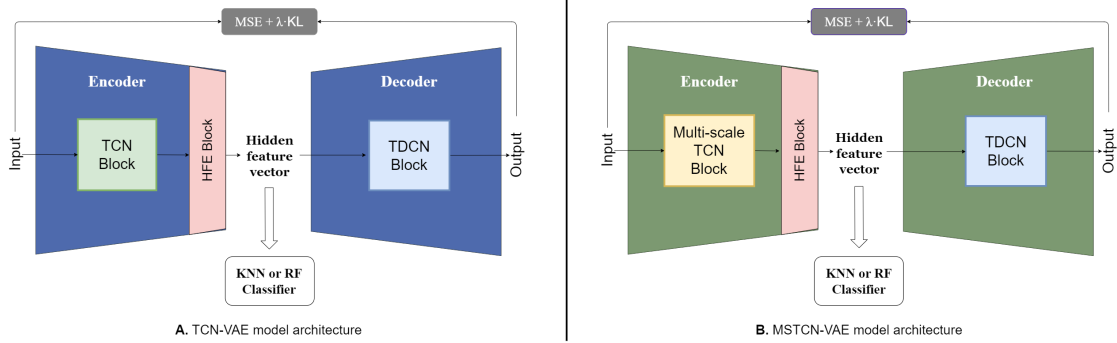 MSE + λ·KL
Encoder
Decoder
Input
TCN
Block
HFE Block
Hidden
feature
vector
TDCN
Block
Output
KNN or RF
Classifier
A. TCN-VAE model architecture
MSE + λ·KL
Encoder
Decoder
Input
Multi-scale
TCN
Block
HFE Block
Hidden
feature
vector
TDCN
Block
Output
KNN or RF
Classifier
B. MSTCN-VAE model architecture